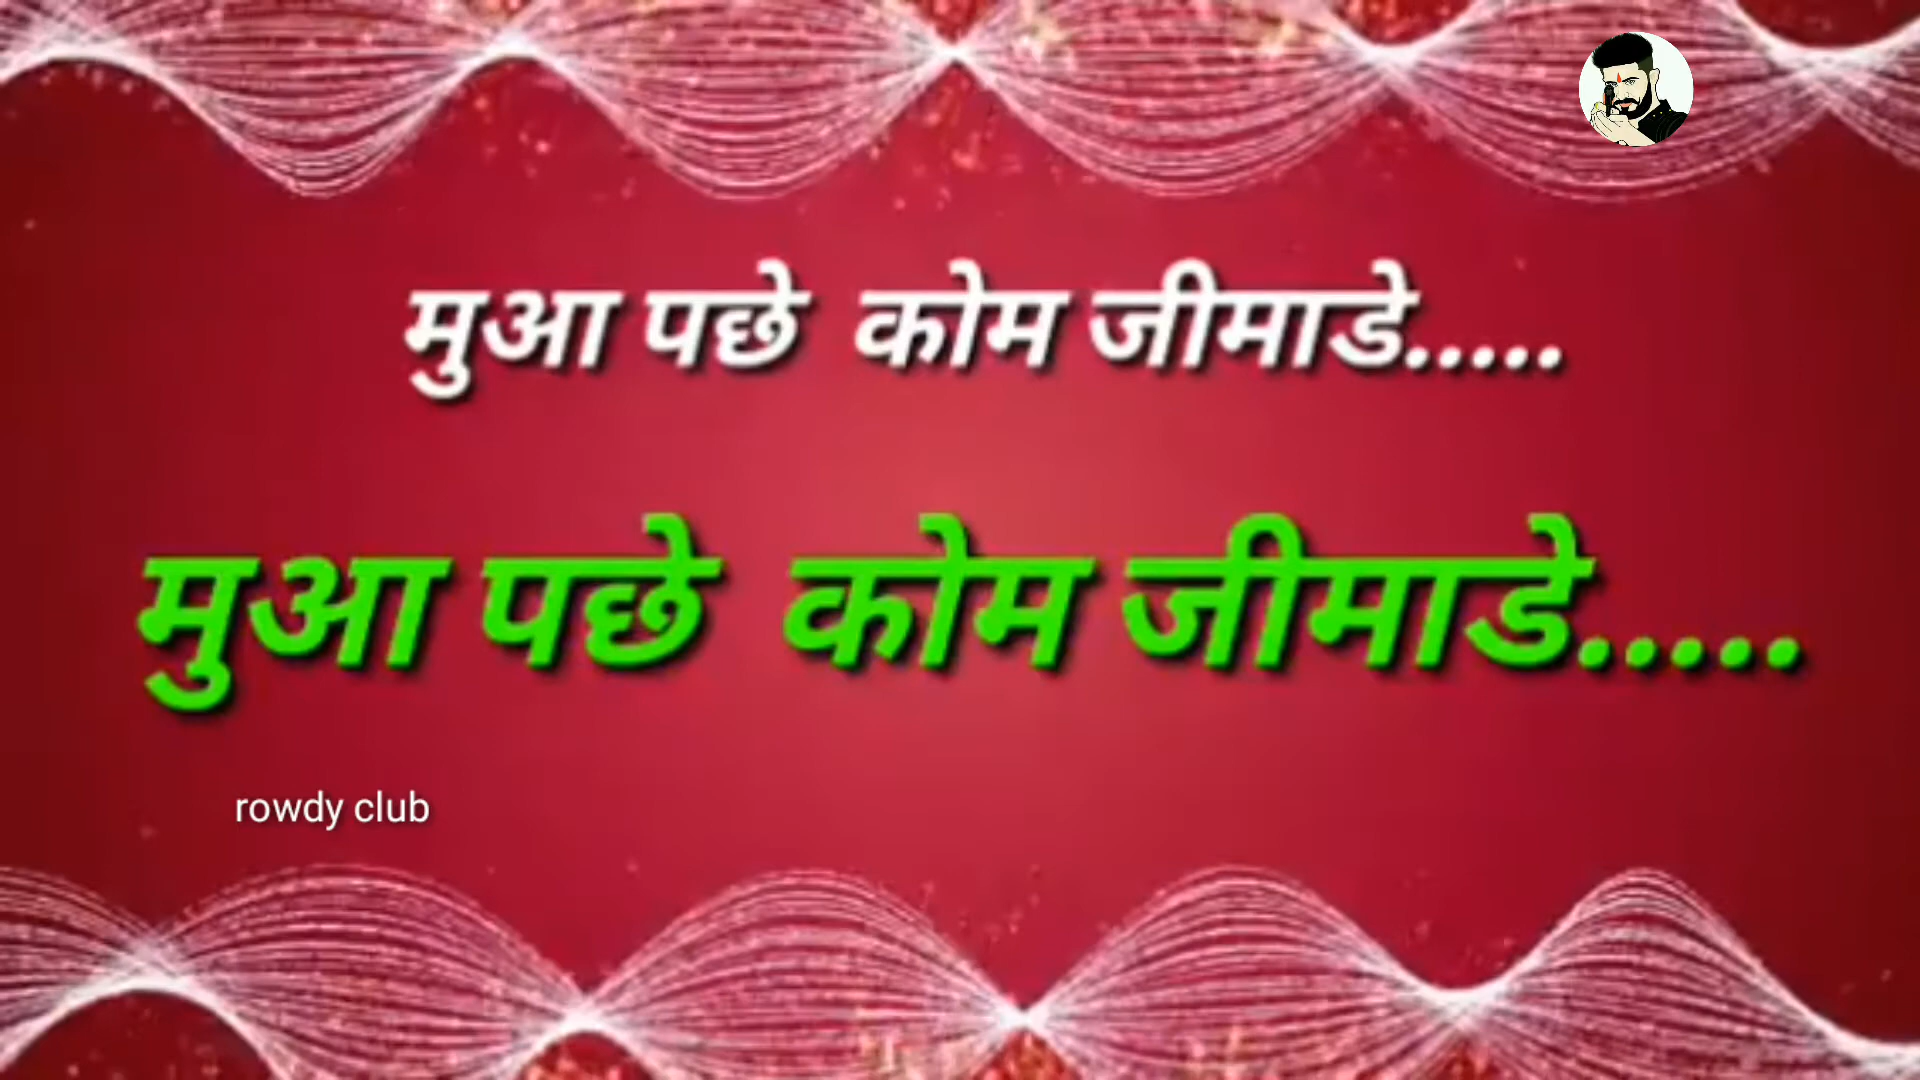 मुआ पछे कोम जीमाडे.....
मुआ पछे कोम जीमाडे.....
rowdy club